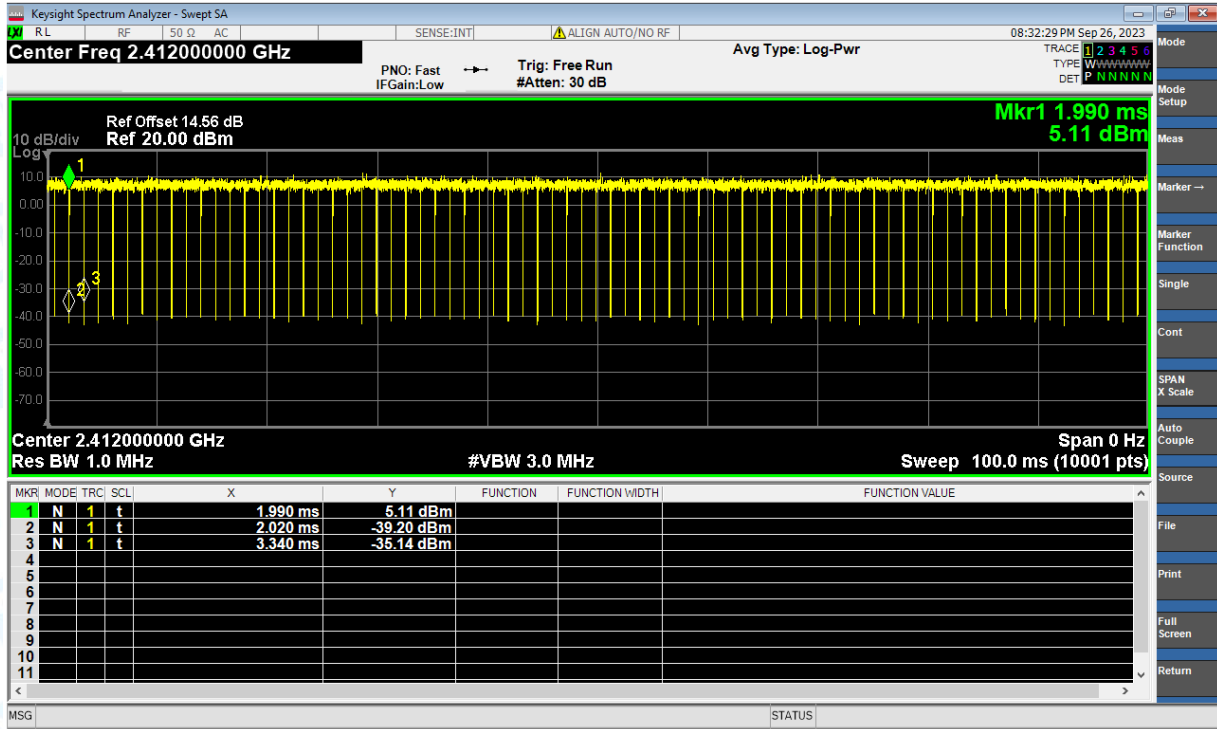 Keysight Spectrum Analyzer - Swept SA
LXI RL RF 50 Ω AC SENSE:INT ALIGN AUTO/NO RF 08:32:29 PM Sep 26, 2023
Center Freq 2.412000000 GHz
PNO: Fast
IFGain:Low
Trig: Free Run
#Atten: 30 dB
Avg Type: Log-Pwr
TRACE 1 2 3 4 5 6
TYPE WWWWWWW
DET P N N N N N
Mkr1 1.990 ms
5.11 dBm
Ref Offset 14.56 dB
10 dB/div Ref 20.00 dBm
Log
10.0
0.00
-10.0
-20.0
-30.0
-40.0
-50.0
-60.0
-70.0
1
2
3
Center 2.412000000 GHz Span 0 Hz
Res BW 1.0 MHz #VBW 3.0 MHz Sweep 100.0 ms (10001 pts)
MKR MODE TRC SCL X Y FUNCTION FUNCTION WIDTH FUNCTION VALUE
1 N 1 t 1.990 ms 5.11 dBm
2 N 1 t 2.020 ms -39.20 dBm
3 N 1 t 3.340 ms -35.14 dBm
4
5
6
7
8
9
10
11
MSG STATUS
Mode
Mode
Setup
Meas
Marker→
Marker
Function
Single
Cont
SPAN
X Scale
Auto
Couple
Source
File
Print
Full
Screen
Return